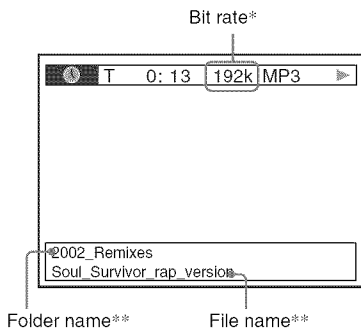 Bit rate*
T 0: 13 192k MP3
2002_Remixes
Soul_Survivor_rap_version
Folder name** File name**